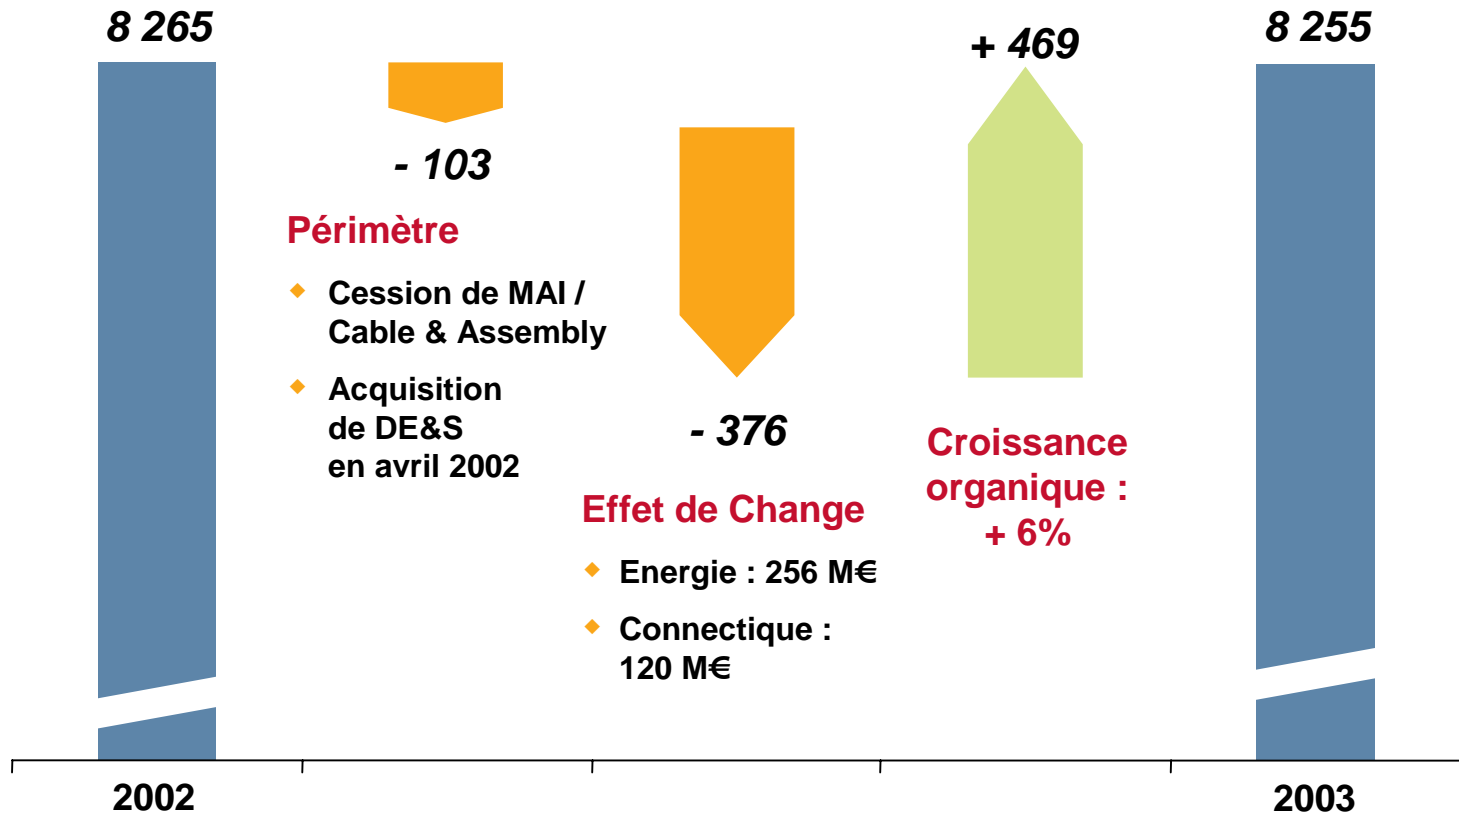 8 265
- 103
Périmètre
Cession de MAI /
Cable & Assembly
Acquisition
de DE&S
en avril 2002
- 376
Effet de Change
Energie : 256 M€
Connectique :
120 M€
+ 469
Croissance
organique :
+ 6%
8 255
2002
2003